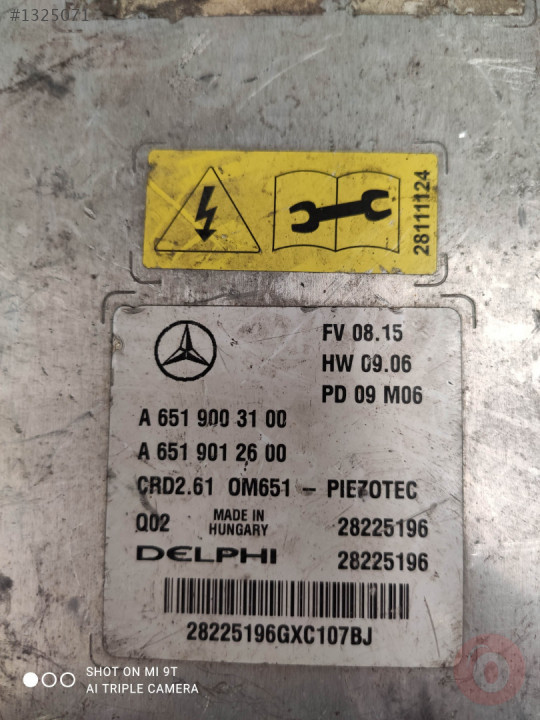 #1325071
28111124
FV 08.15
HW 09.06
PD 09 M06
A 651 900 31 00
A 651 901 26 00
CRD2.61 OM651 – PIEZOTEC
Q02 MADE IN HUNGARY 28225196
DELPHI 28225196
28225196GXC107BJ
SHOT ON MI 9T
AI TRIPLE CAMERA